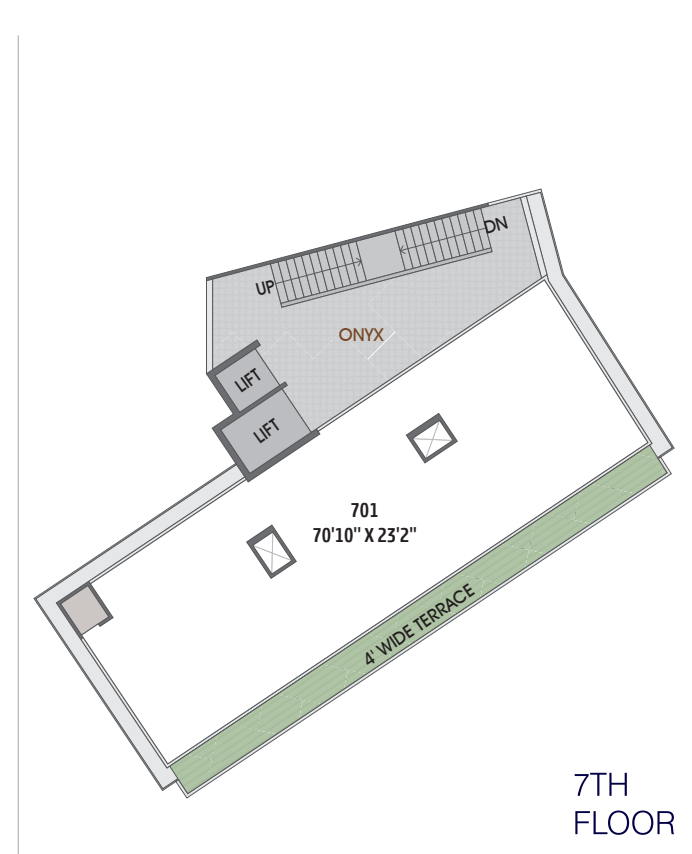 UP
DN
ONYX
LIFT
LIFT
701
70'10" X 23'2"
4' WIDE TERRACE
7TH
FLOOR